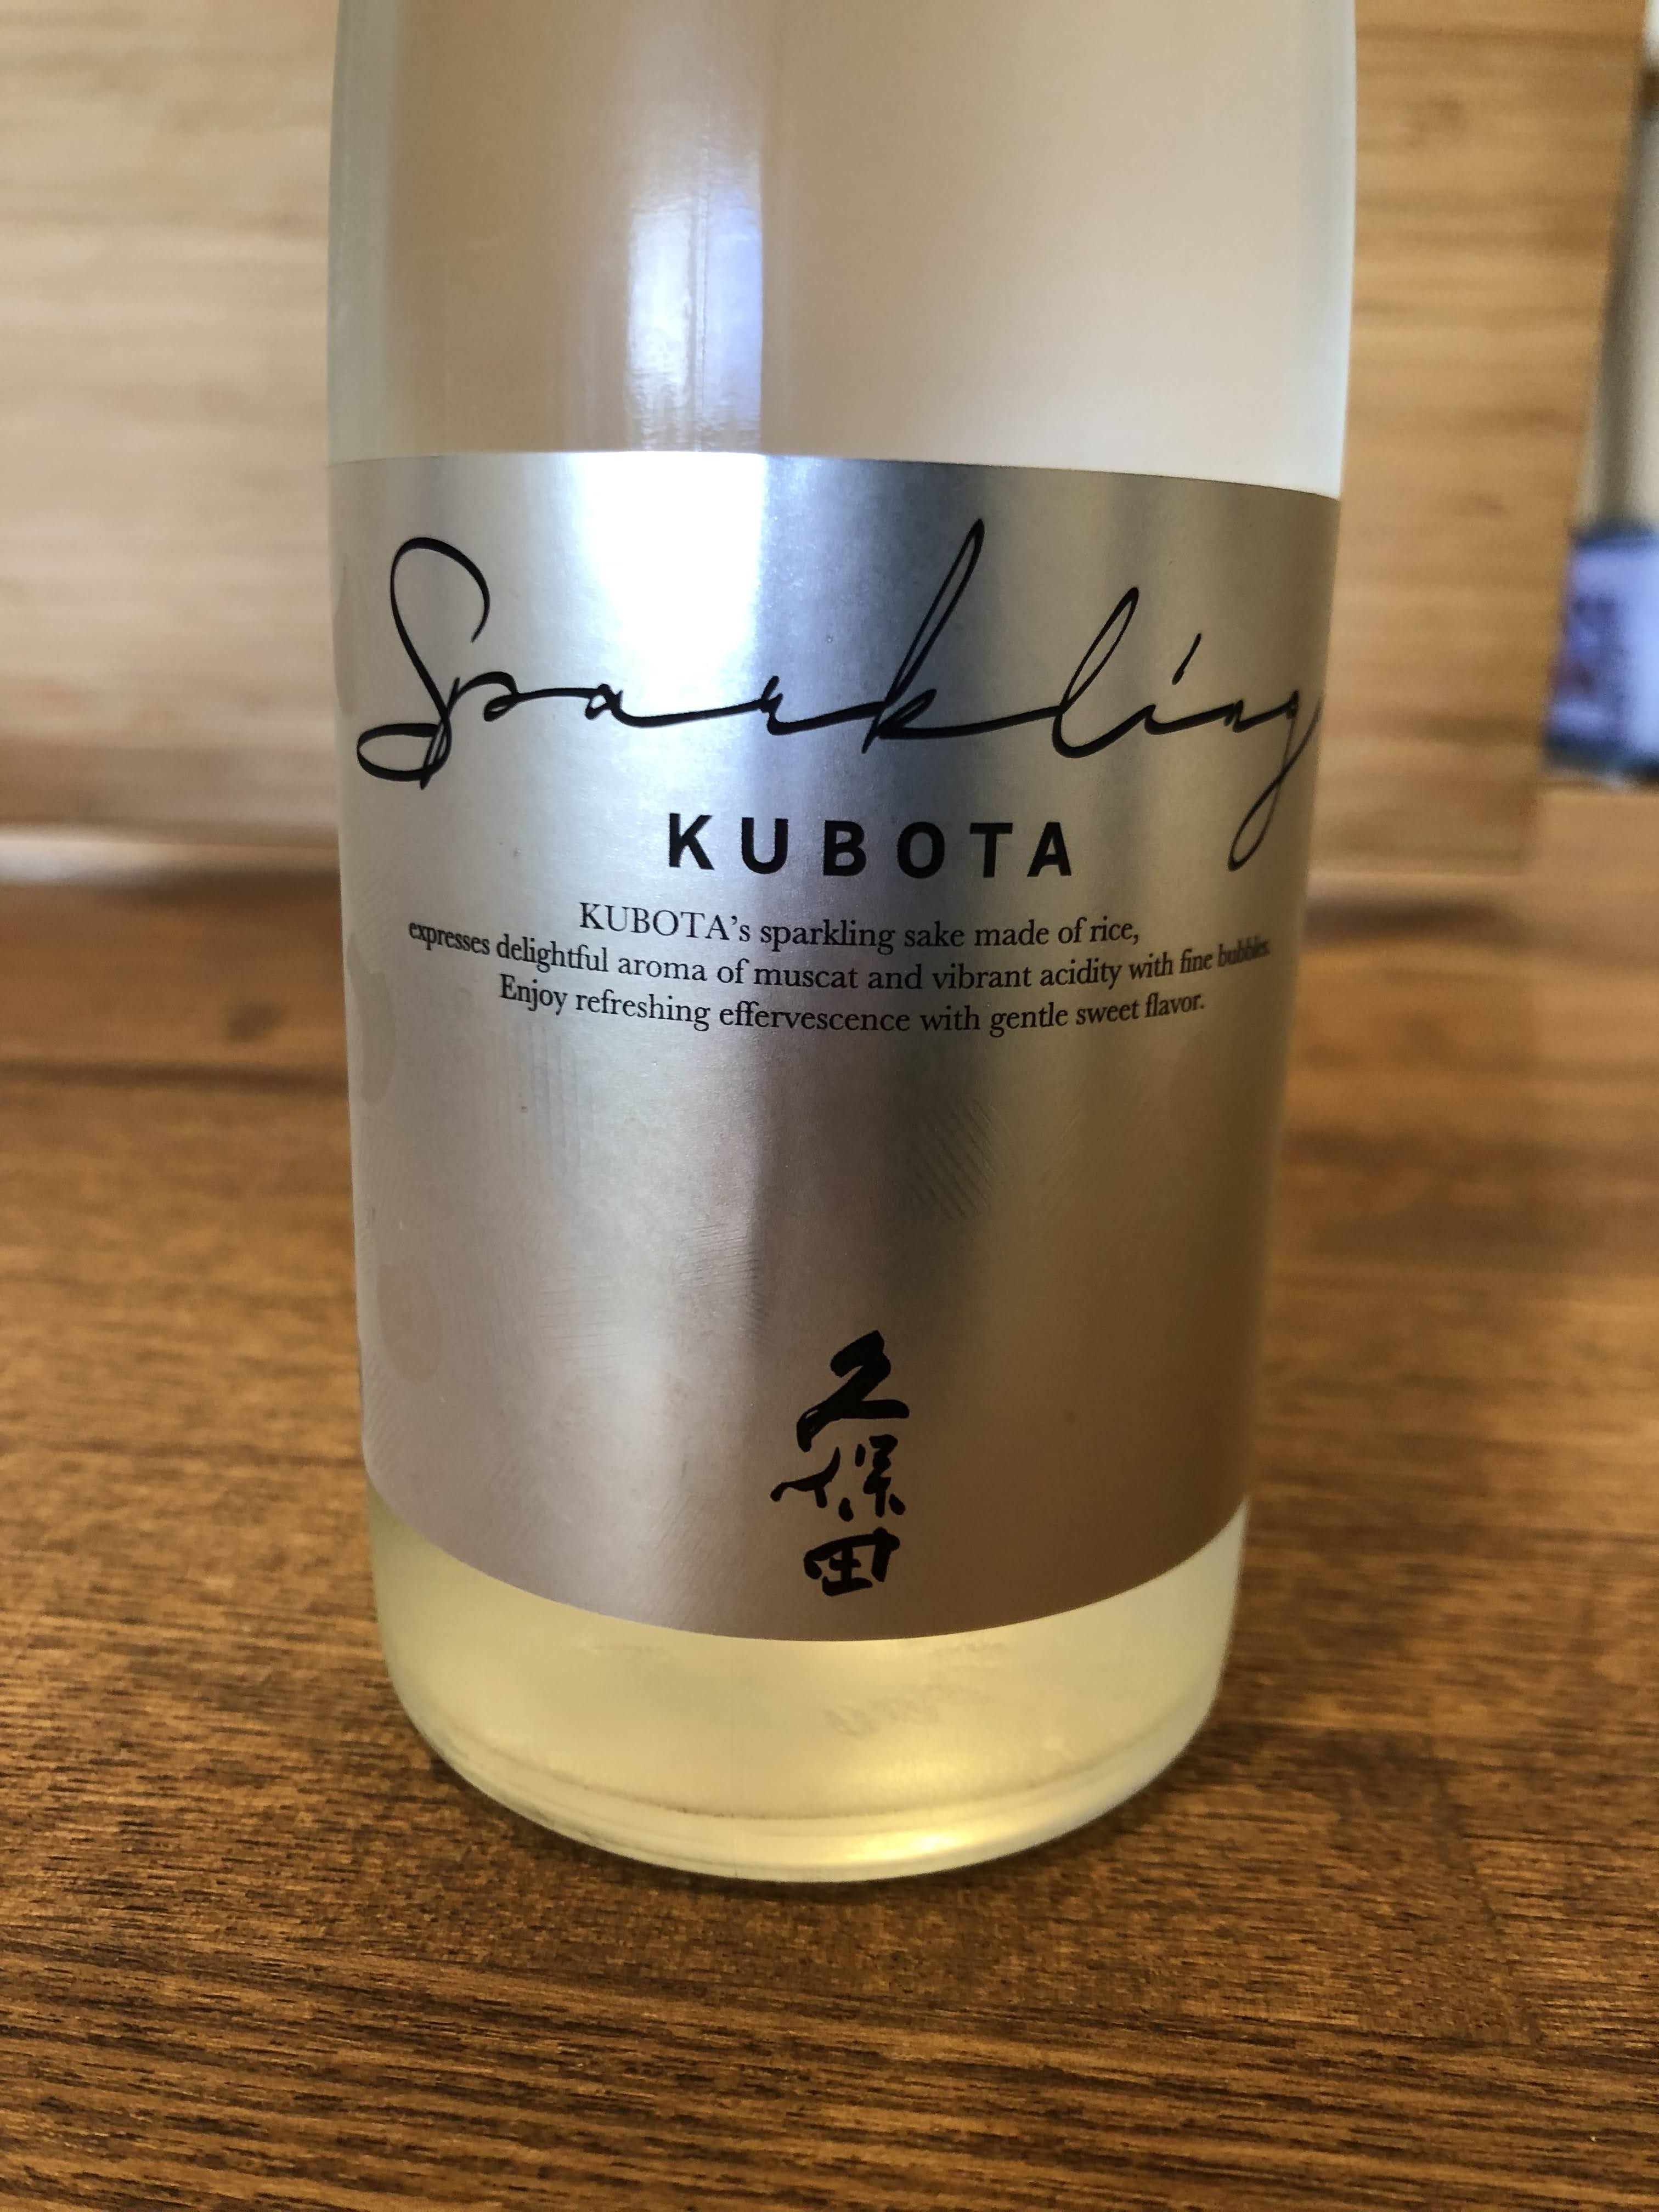 Sparkling
KUBOTA
KUBOTA's sparkling sake made of rice,
expresses delightful aroma of muscat and vibrant acidity with fine bubbles.
Enjoy refreshing effervescence with gentle sweet flavor.
久保田